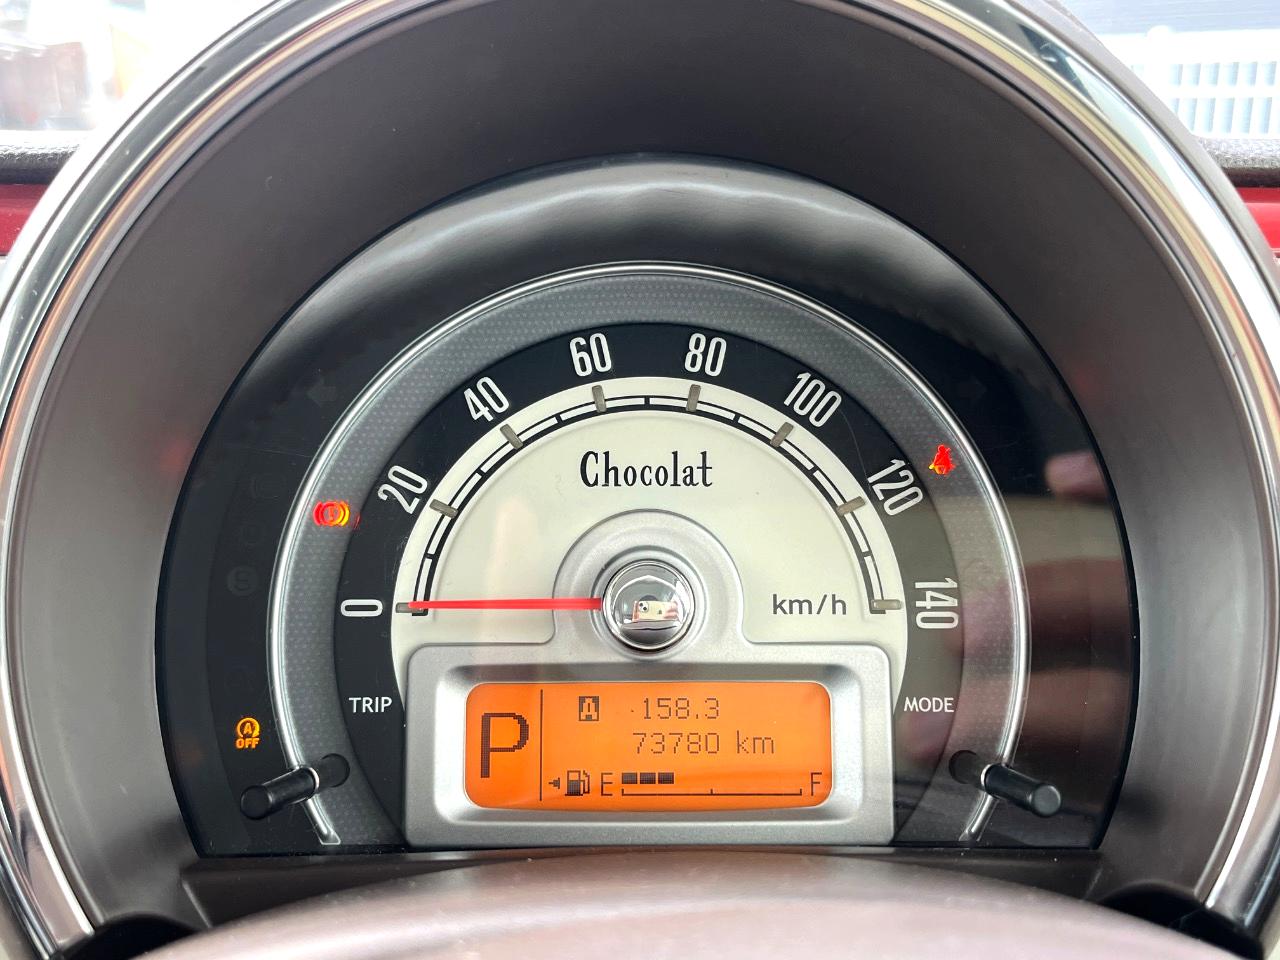 60
80
40
100
Chocolat
20
120
0
km/h
140
TRIP
MODE
A
158.3
P
73780 km
A
OFF
E
F